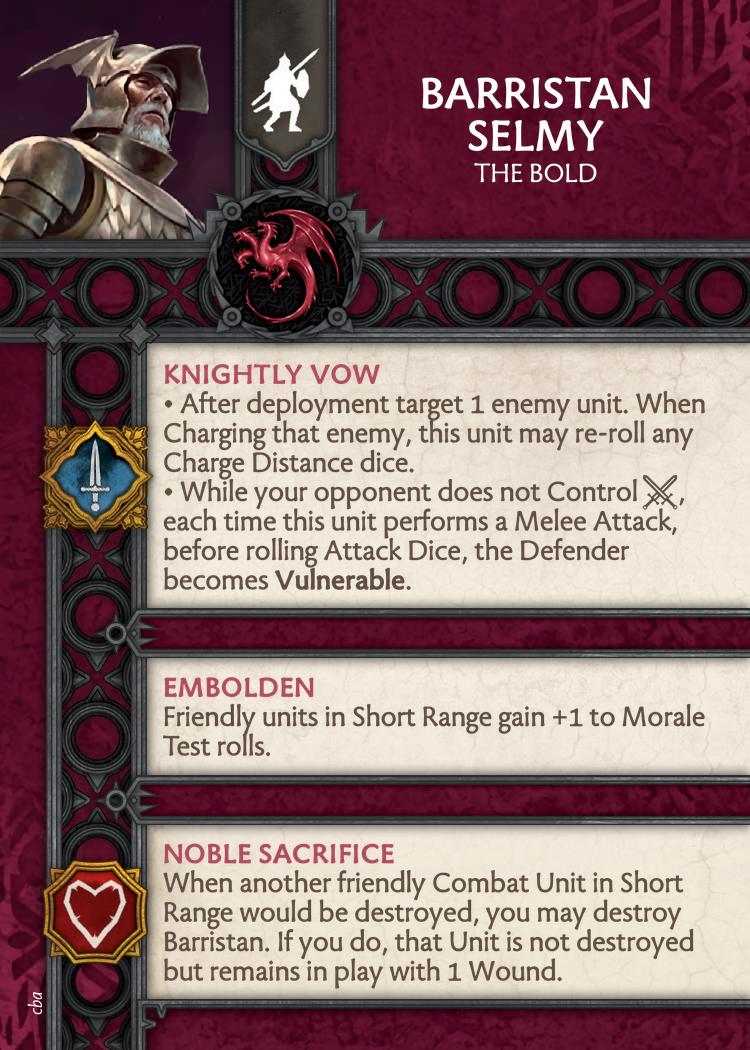 BARRISTAN
SELMY
THE BOLD
KNIGHTLY VOW
• After deployment target 1 enemy unit. When
Charging that enemy, this unit may re-roll any
Charge Distance dice.
• While your opponent does not Control ,
each time this unit performs a Melee Attack,
before rolling Attack Dice, the Defender
becomes Vulnerable.
EMBOLDEN
Friendly units in Short Range gain +1 to Morale
Test rolls.
NOBLE SACRIFICE
When another friendly Combat Unit in Short
Range would be destroyed, you may destroy
Barristan. If you do, that Unit is not destroyed
but remains in play with 1 Wound.
cba